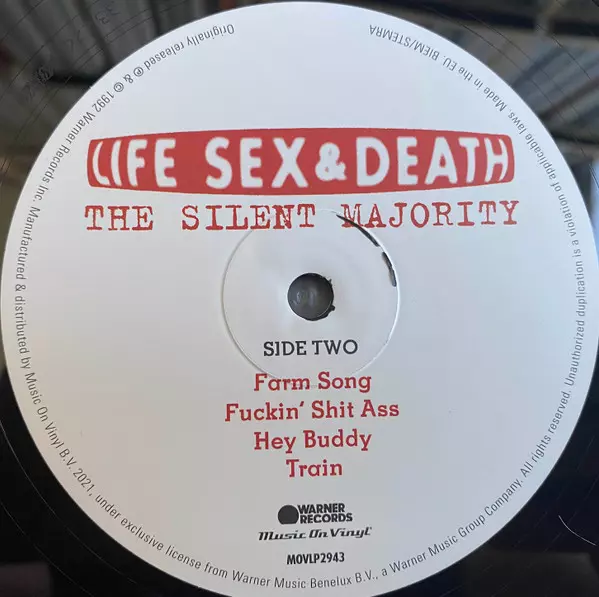 LIFE SEX & DEATH
THE SILENT MAJORITY
SIDE TWO
Farm Song
Fuckin' Shit Ass
Hey Buddy
Train
WARNER
RECORDS
Music On Vinyl
MOVLP2943
Originally released ℗ & © 1992 Warner Records Inc. Manufactured & distributed by Music On Vinyl B.V. 2021, under exclusive license from Warner Music Benelux B.V., a Warner Music Group Company. All rights reserved. Unauthorized duplication is a violation of applicable laws. Made in the EU. BIEM/STEMRA